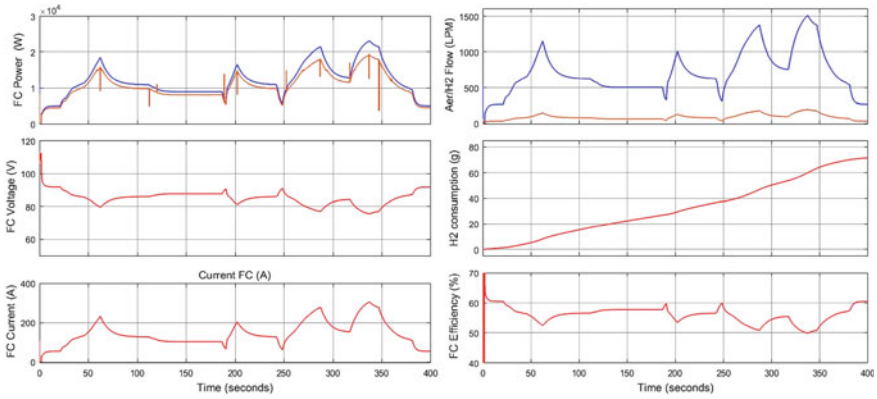 × 10⁴
FC Power (W)
3
2
1
0
FC Voltage (V)
120
100
80
60
Current FC (A)
FC Current (A)
400
200
0
0 50 100 150 200 250 300 350 400
Time (seconds)
Aer/H2 Flow (LPM)
1500
1000
500
0
H2 consumption (g)
80
60
40
20
0
FC Efficiency (%)
70
60
50
40
0 50 100 150 200 250 300 350 400
Time (seconds)